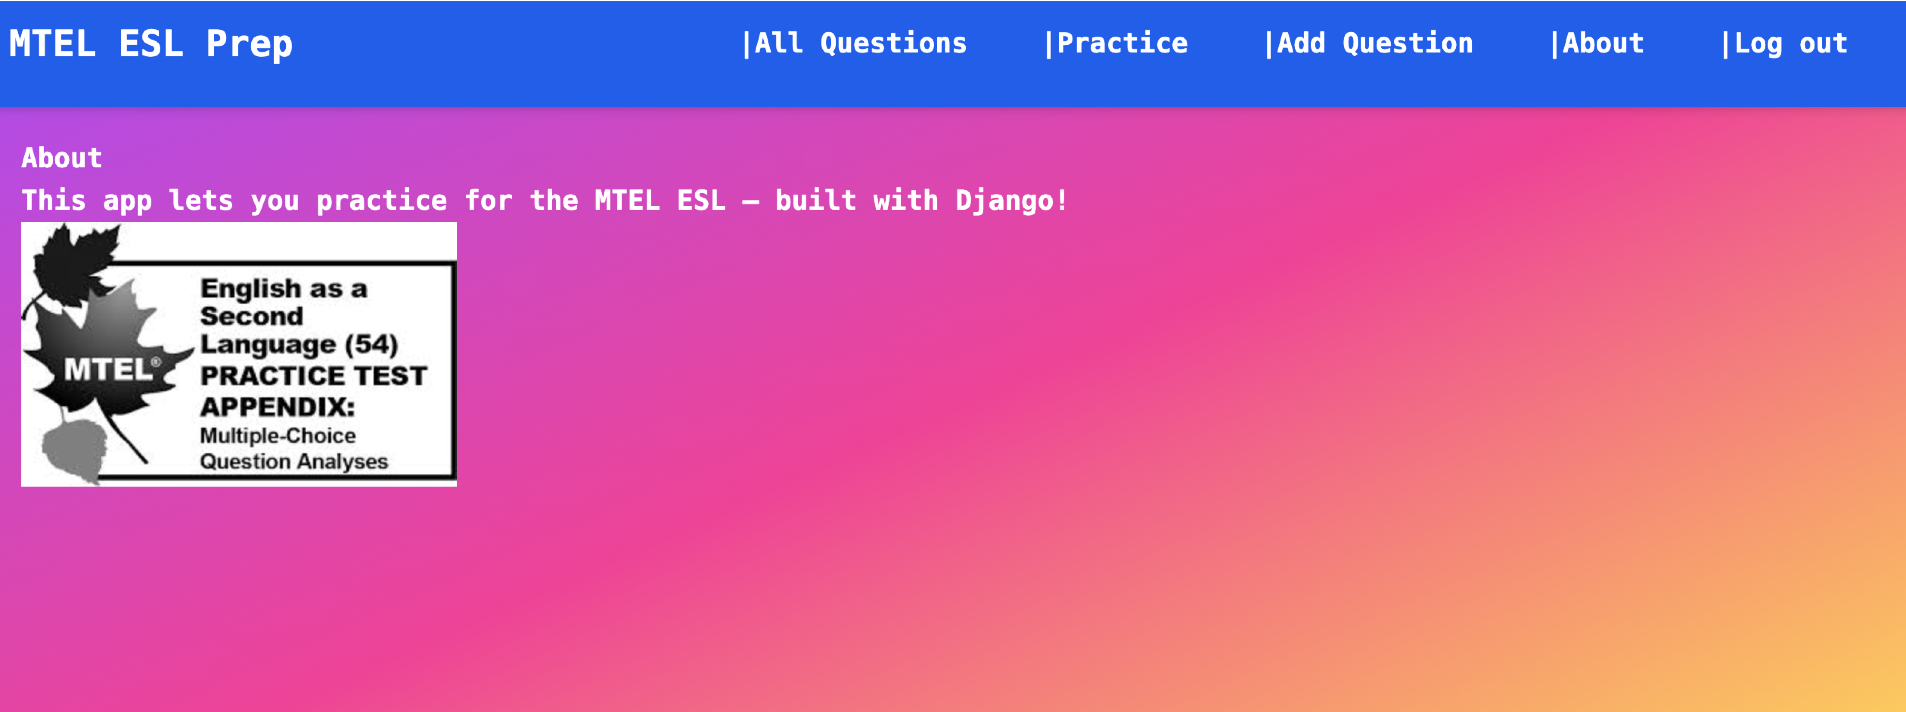 MTEL ESL Prep |All Questions |Practice |Add Question |About |Log out
About
This app lets you practice for the MTEL ESL — built with Django!
MTEL®
English as a
Second
Language (54)
PRACTICE TEST
APPENDIX:
Multiple-Choice
Question Analyses